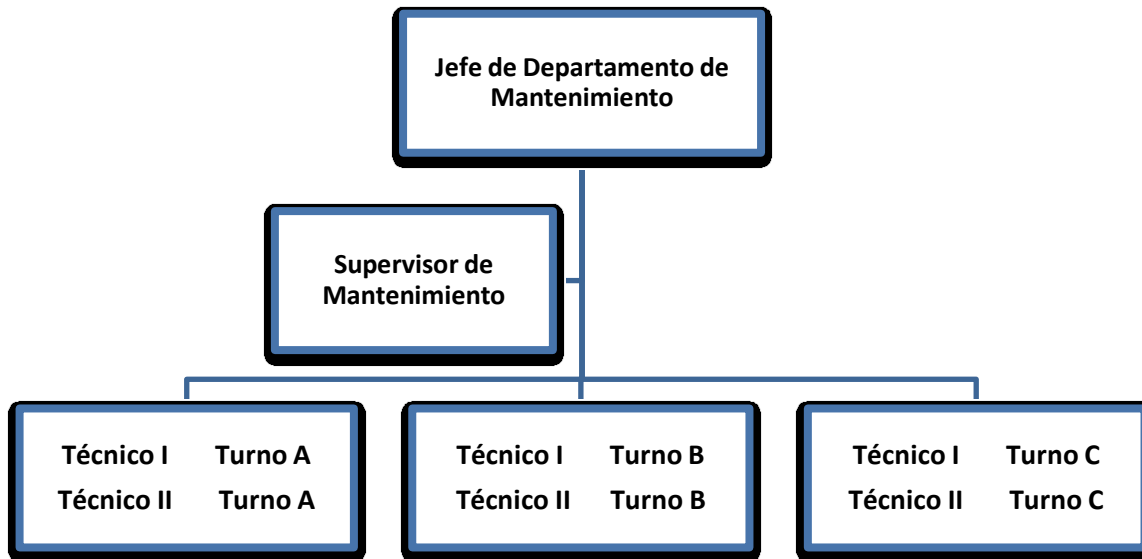 Jefe de Departamento de
Mantenimiento
Supervisor de
Mantenimiento
Técnico I Turno A
Técnico II Turno A
Técnico I Turno B
Técnico II Turno B
Técnico I Turno C
Técnico II Turno C